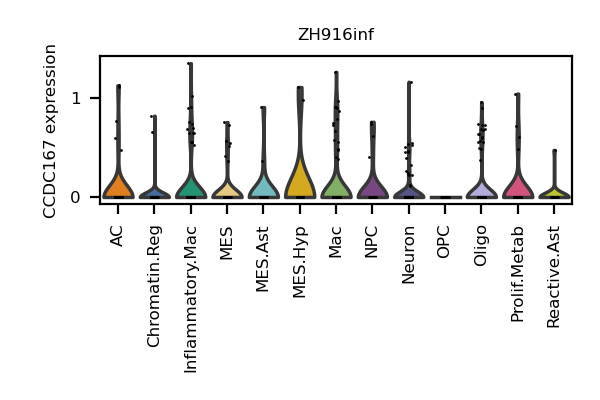 ZH916inf
CCDC167 expression
1
0
AC
Chromatin.Reg
Inflammatory.Mac
MES
MES.Ast
MES.Hyp
Mac
NPC
Neuron
OPC
Oligo
Prolif.Metab
Reactive.Ast